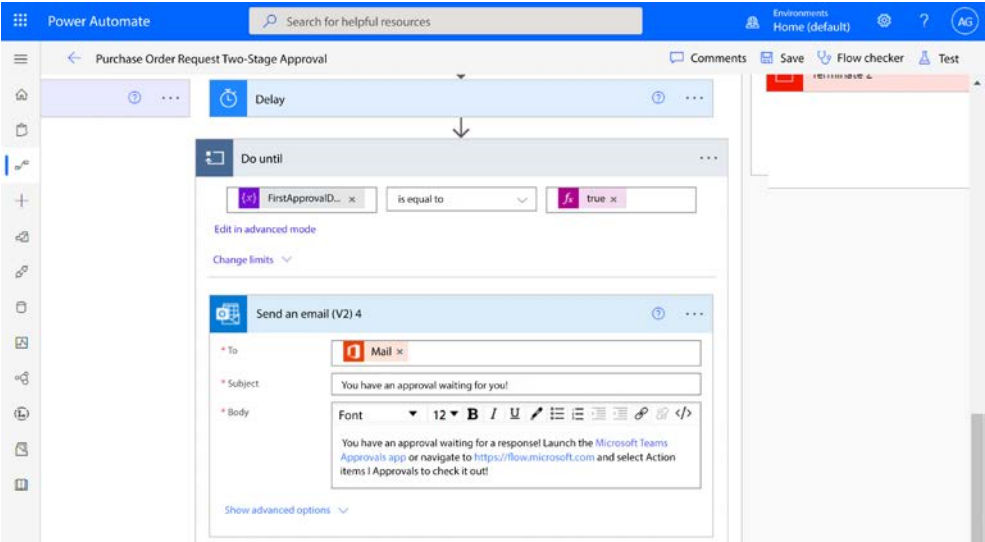 Power Automate
Search for helpful resources
Environments
Home (default)
?
AG
Purchase Order Request Two-Stage Approval
Comments
Save
Flow checker
Test
Terminate 2
Delay
Do until
{x} FirstApprovalD... ×
is equal to
fx true ×
Edit in advanced mode
Change limits
Send an email (V2) 4
* To
Mail ×
* Subject
You have an approval waiting for you!
* Body
Font
12
B I U </>
You have an approval waiting for a response! Launch the Microsoft Teams
Approvals app or navigate to https://flow.microsoft.com and select Action
items I Approvals to check it out!
Show advanced options